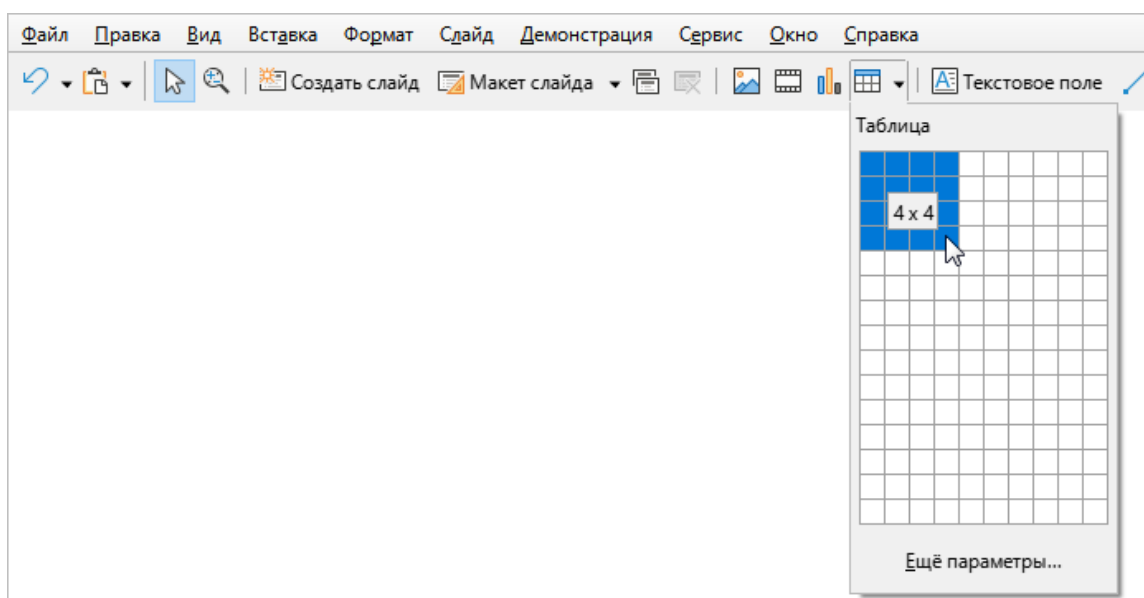 Файл Правка Вид Вставка Формат Слайд Демонстрация Сервис Окно Справка
Создать слайд Макет слайда Текстовое поле
Таблица
4 x 4
Ещё параметры...